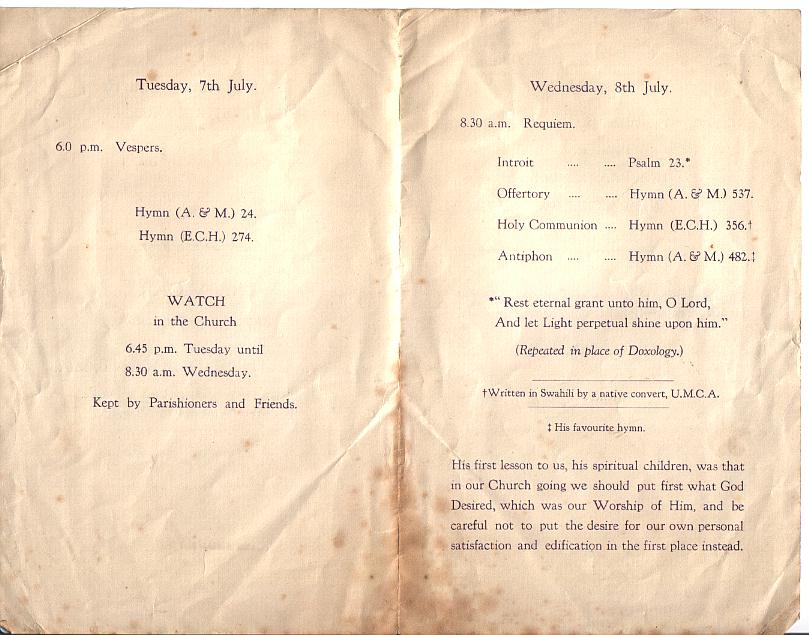 Tuesday, 7th July.
6.0 p.m. Vespers.
Hymn (A. & M.) 24.
Hymn (E.C.H.) 274.
WATCH
in the Church
6.45 p.m. Tuesday until
8.30 a.m. Wednesday.
Kept by Parishioners and Friends.
Wednesday, 8th July.
8.30 a.m. Requiem.
Introit .... .... Psalm 23.*
Offertory .... .... Hymn (A. & M.) 537.
Holy Communion .... Hymn (E.C.H.) 356.†
Antiphon .... .... Hymn (A. & M.) 482.‡
*“ Rest eternal grant unto him, O Lord,
And let Light perpetual shine upon him.”
(Repeated in place of Doxology.)
†Written in Swahili by a native convert, U.M.C.A.
‡ His favourite hymn.
His first lesson to us, his spiritual children, was that
in our Church going we should put first what God
Desired, which was our Worship of Him, and be
careful not to put the desire for our own personal
satisfaction and edification in the first place instead.